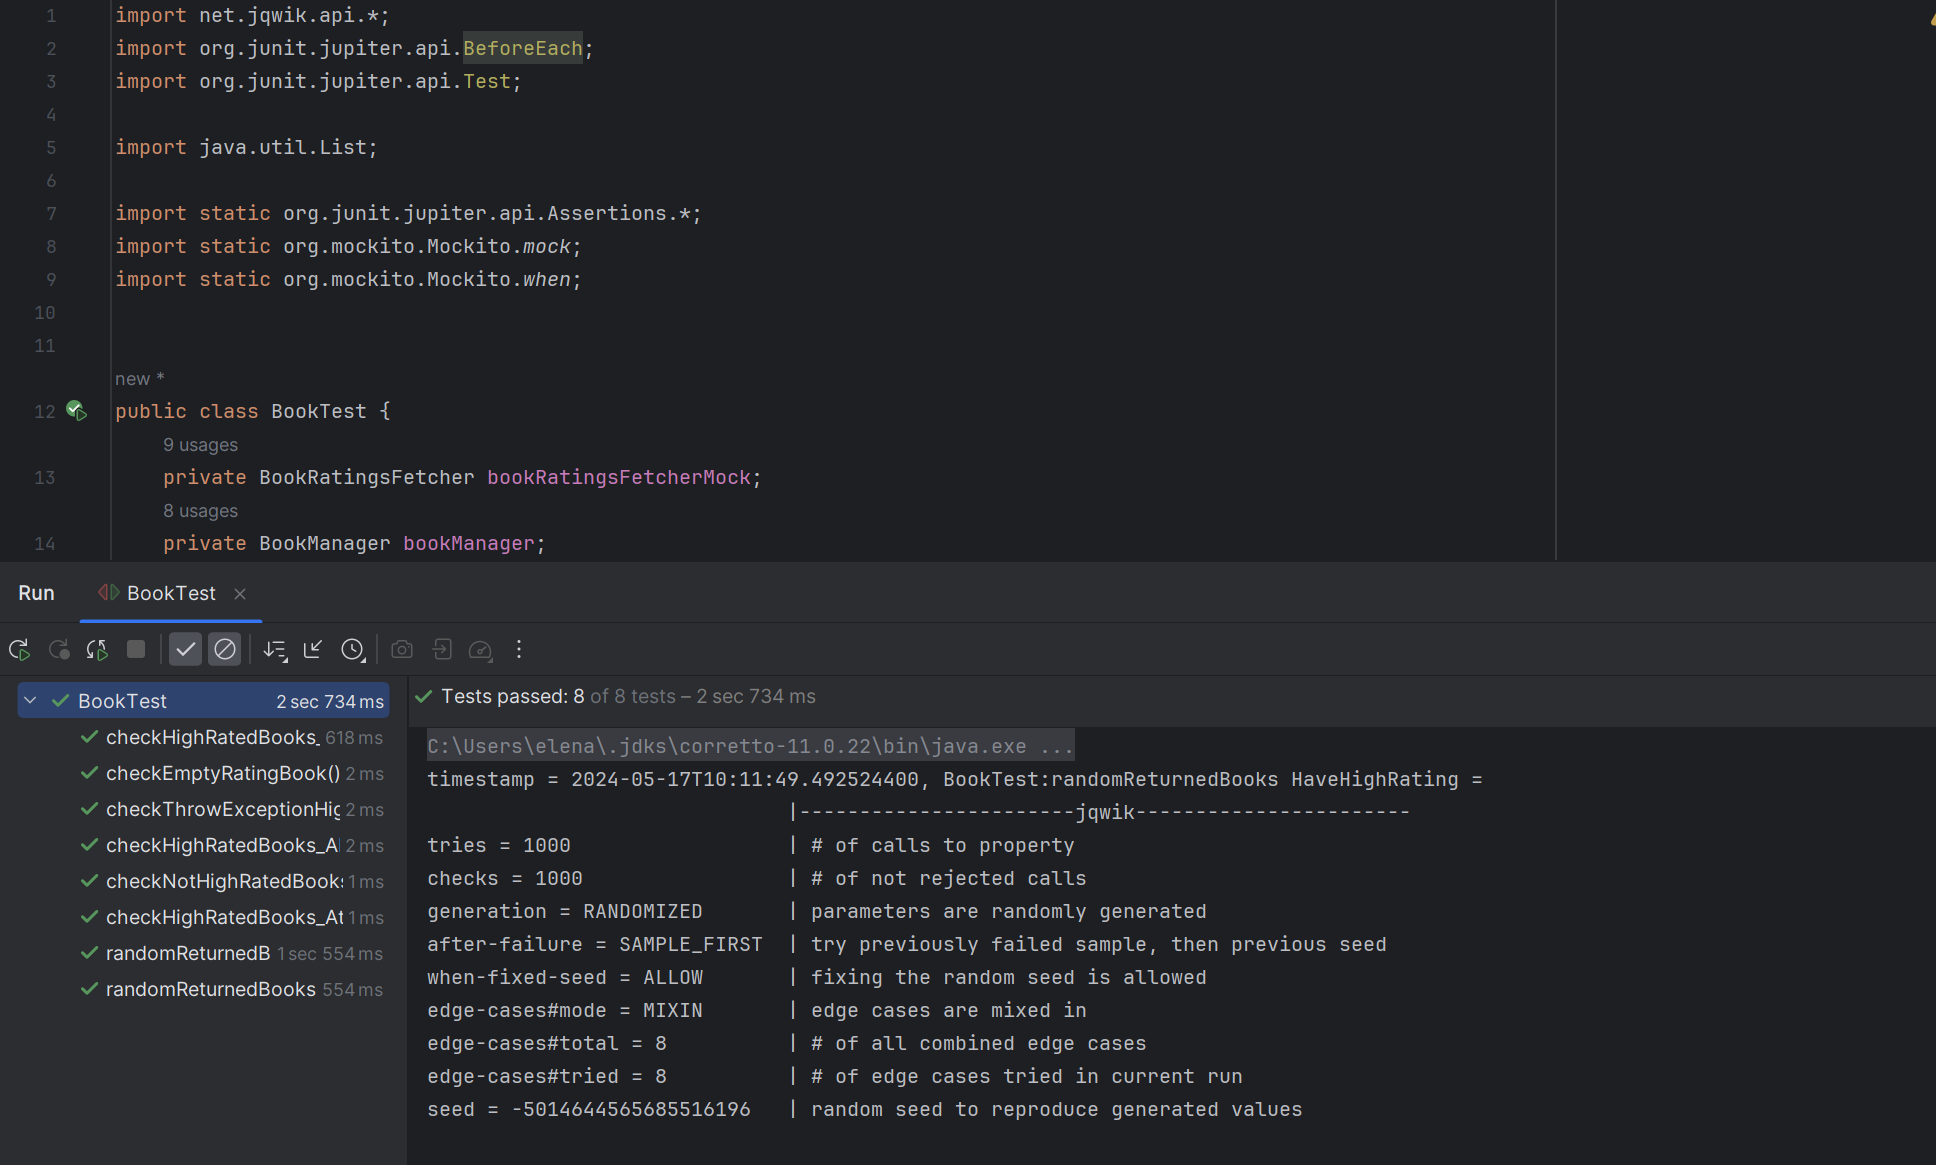 1 import net.jqwik.api.*;
2 import org.junit.jupiter.api.BeforeEach;
3 import org.junit.jupiter.api.Test;
4
5 import java.util.List;
6
7 import static org.junit.jupiter.api.Assertions.*;
8 import static org.mockito.Mockito.mock;
9 import static org.mockito.Mockito.when;
10
11
new *
12 public class BookTest {
9 usages
13 private BookRatingsFetcher bookRatingsFetcherMock;
8 usages
14 private BookManager bookManager;
Run BookTest
BookTest 2 sec 734 ms
checkHighRatedBooks_ 618 ms
checkEmptyRatingBook() 2 ms
checkThrowExceptionHig 2 ms
checkHighRatedBooks_Al 2 ms
checkNotHighRatedBooks 1 ms
checkHighRatedBooks_At 1 ms
randomReturnedB 1 sec 554 ms
randomReturnedBooks 554 ms
Tests passed: 8 of 8 tests – 2 sec 734 ms
C:\Users\elena\.jdks\corretto-11.0.22\bin\java.exe ...
timestamp = 2024-05-17T10:11:49.492524400, BookTest:randomReturnedBooks HaveHighRating =
|-----------------------jqwik-----------------------
tries = 1000 | # of calls to property
checks = 1000 | # of not rejected calls
generation = RANDOMIZED | parameters are randomly generated
after-failure = SAMPLE_FIRST | try previously failed sample, then previous seed
when-fixed-seed = ALLOW | fixing the random seed is allowed
edge-cases#mode = MIXIN | edge cases are mixed in
edge-cases#total = 8 | # of all combined edge cases
edge-cases#tried = 8 | # of edge cases tried in current run
seed = -5014644565685516196 | random seed to reproduce generated values